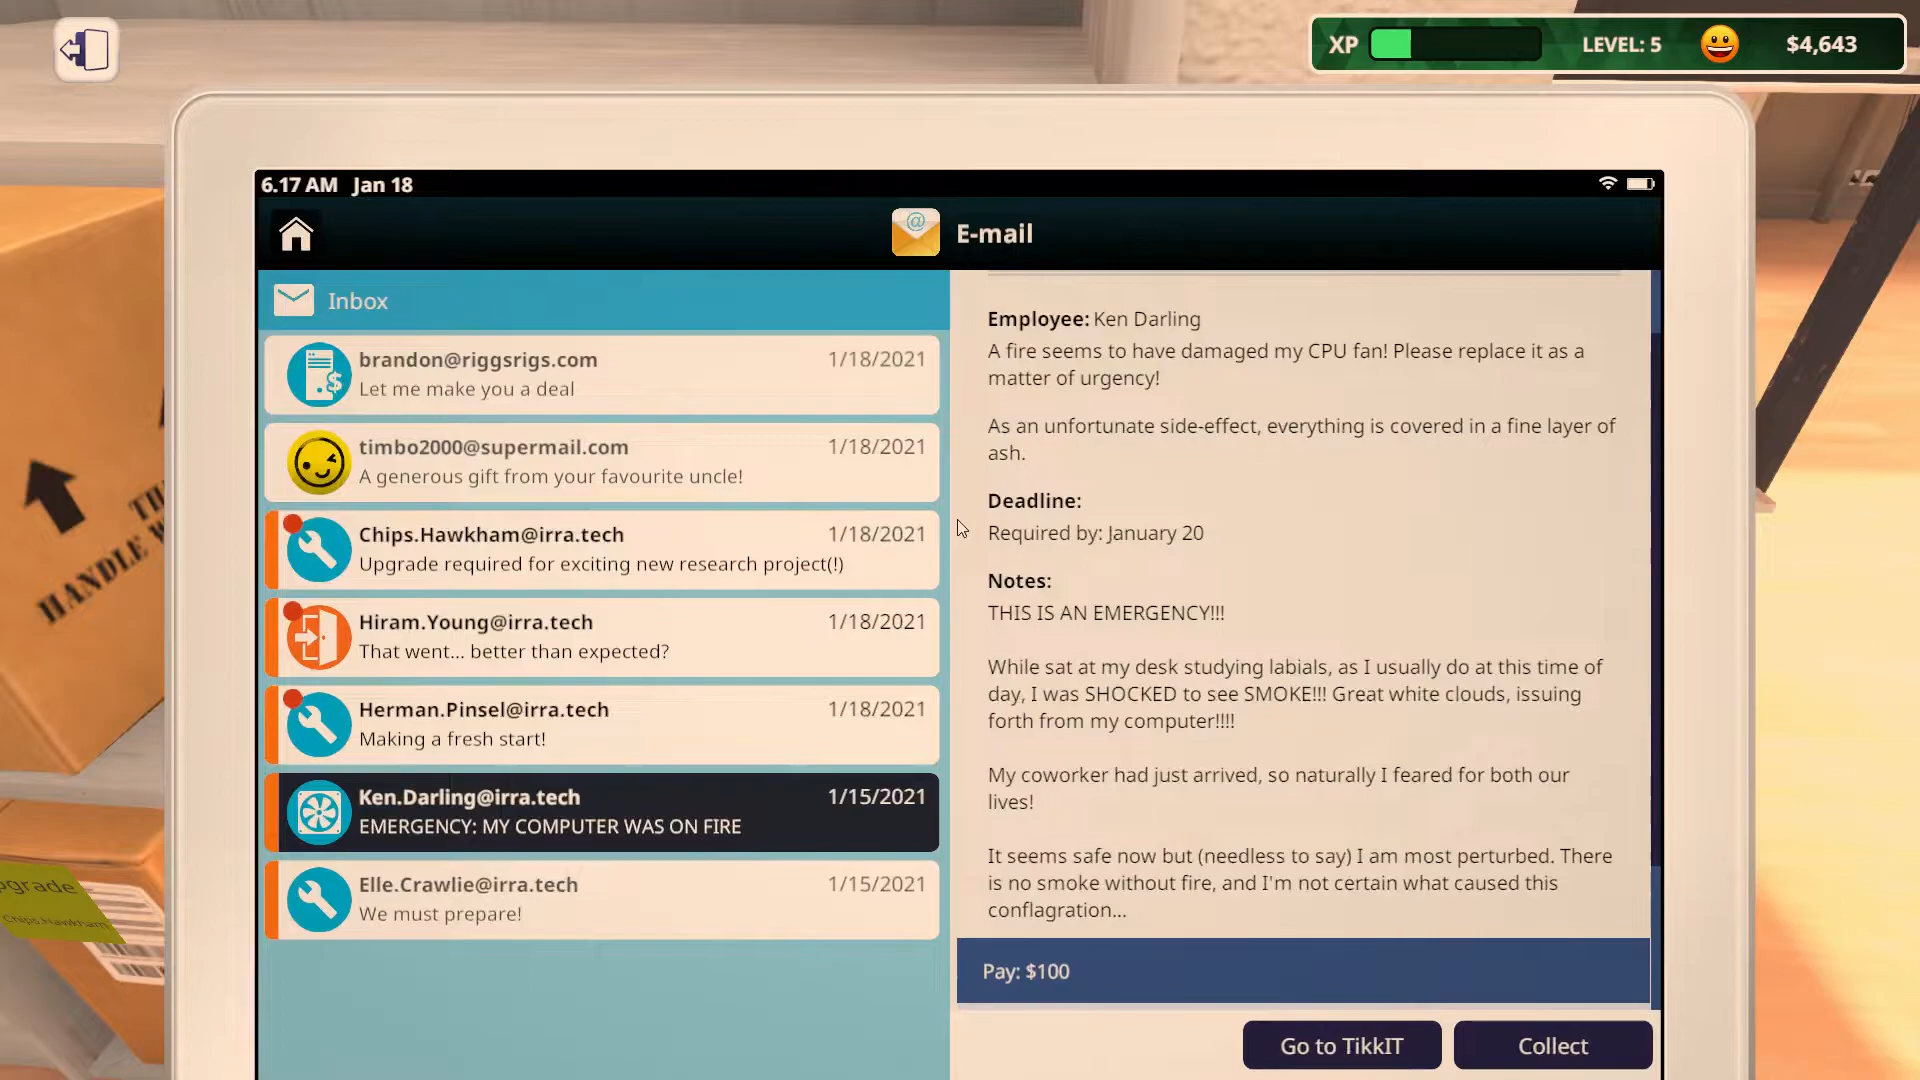 XP
LEVEL: 5
$4,643
6.17 AM Jan 18
E-mail
Inbox
brandon@riggsrigs.com 1/18/2021
Let me make you a deal
timbo2000@supermail.com 1/18/2021
A generous gift from your favourite uncle!
Chips.Hawkham@irra.tech 1/18/2021
Upgrade required for exciting new research project(!)
Hiram.Young@irra.tech 1/18/2021
That went... better than expected?
Herman.Pinsel@irra.tech 1/18/2021
Making a fresh start!
Ken.Darling@irra.tech 1/15/2021
EMERGENCY: MY COMPUTER WAS ON FIRE
Elle.Crawlie@irra.tech 1/15/2021
We must prepare!
Employee: Ken Darling
A fire seems to have damaged my CPU fan! Please replace it as a
matter of urgency!
As an unfortunate side-effect, everything is covered in a fine layer of
ash.
Deadline:
Required by: January 20
Notes:
THIS IS AN EMERGENCY!!!
While sat at my desk studying labials, as I usually do at this time of
day, I was SHOCKED to see SMOKE!!! Great white clouds, issuing
forth from my computer!!!!
My coworker had just arrived, so naturally I feared for both our
lives!
It seems safe now but (needless to say) I am most perturbed. There
is no smoke without fire, and I'm not certain what caused this
conflagration...
Pay: $100
Go to TikkIT
Collect
HANDLE
pgrade
Chips.Hawkham